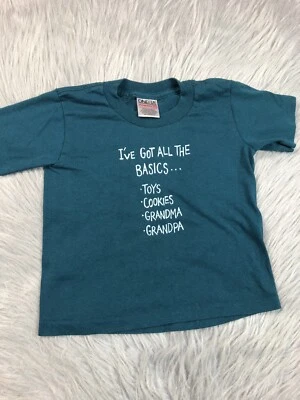 I'VE GOT ALL THE
BASICS...
·TOYS
·COOKIES
·GRANDMA
·GRANDPA